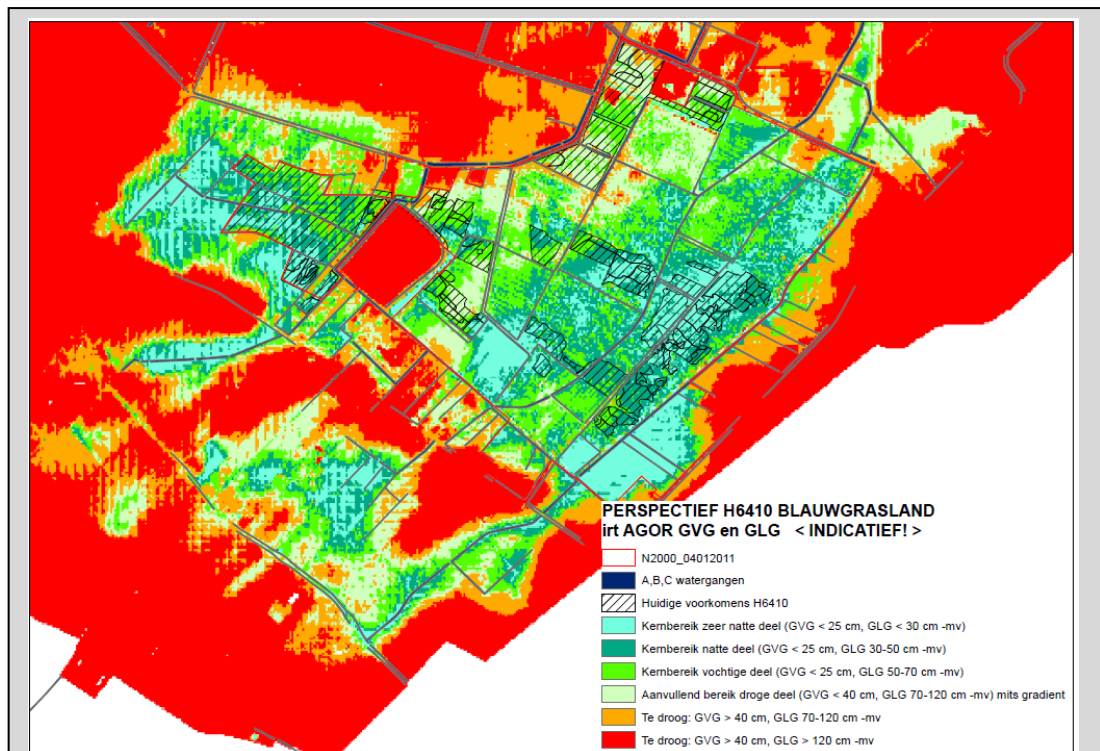 PERSPECTIEF H6410 BLAUWGRASLAND
irt AGOR GVG en GLG < INDICATIEF! >
N2000_04012011
A,B,C watergangen
Huidige voorkomens H6410
Kernbereik zeer natte deel (GVG < 25 cm, GLG < 30 cm -mv)
Kernbereik natte deel (GVG < 25 cm, GLG 30-50 cm -mv)
Kernbereik vochtige deel (GVG < 25 cm, GLG 50-70 cm -mv)
Aanvullend bereik droge deel (GVG < 40 cm, GLG 70-120 cm -mv) mits gradient
Te droog: GVG > 40 cm, GLG 70-120 cm -mv
Te droog: GVG > 40 cm, GLG > 120 cm -mv